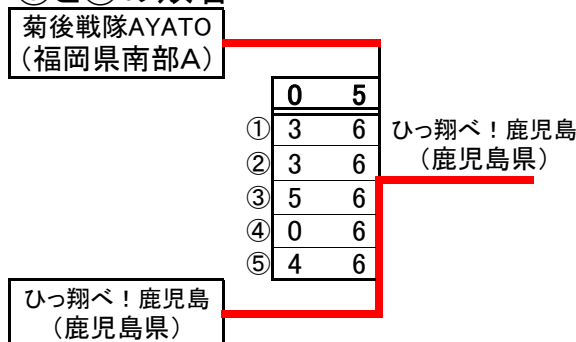 菊後戦隊AYATO
（福岡県南部A）
0 5
① 3 6
② 3 6
③ 5 6
④ 0 6
⑤ 4 6
ひっ翔べ！鹿児島
（鹿児島県）
ひっ翔べ！鹿児島
（鹿児島県）